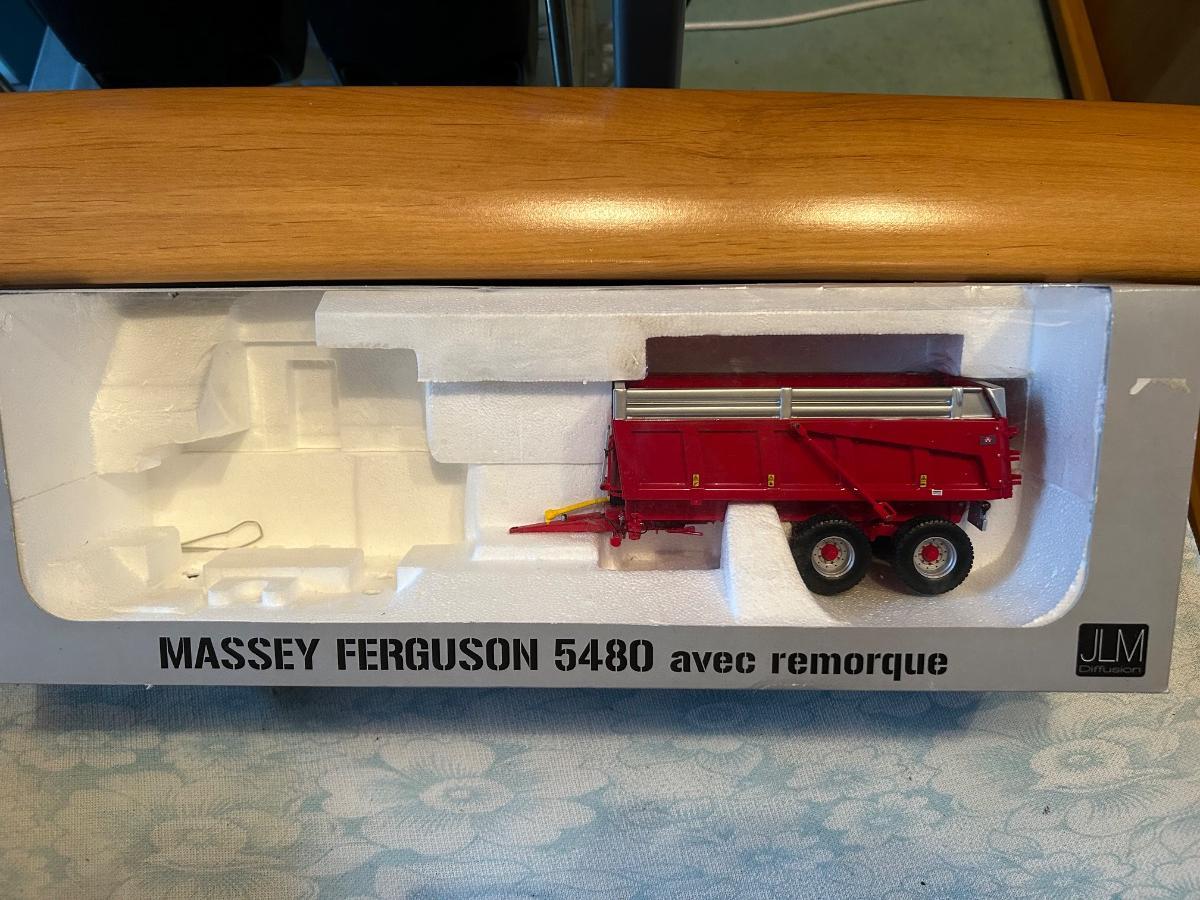 MASSEY FERGUSON 5480 avec remorque
JLM
Diffusion